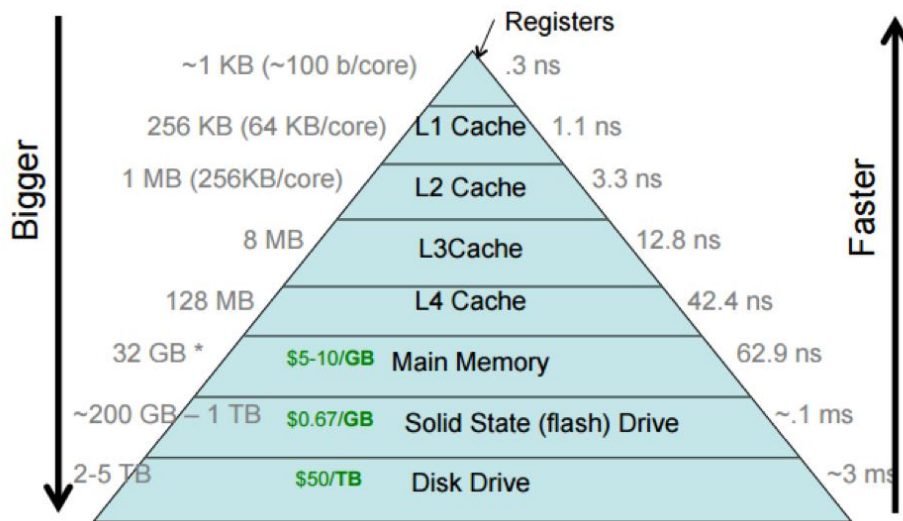 Registers
~1 KB (~100 b/core) .3 ns
256 KB (64 KB/core) L1 Cache 1.1 ns
1 MB (256KB/core) L2 Cache 3.3 ns
Bigger
Faster
8 MB L3Cache 12.8 ns
128 MB L4 Cache 42.4 ns
32 GB * $5-10/GB Main Memory 62.9 ns
~200 GB – 1 TB $0.67/GB Solid State (flash) Drive ~.1 ms
2-5 TB $50/TB Disk Drive ~3 ms